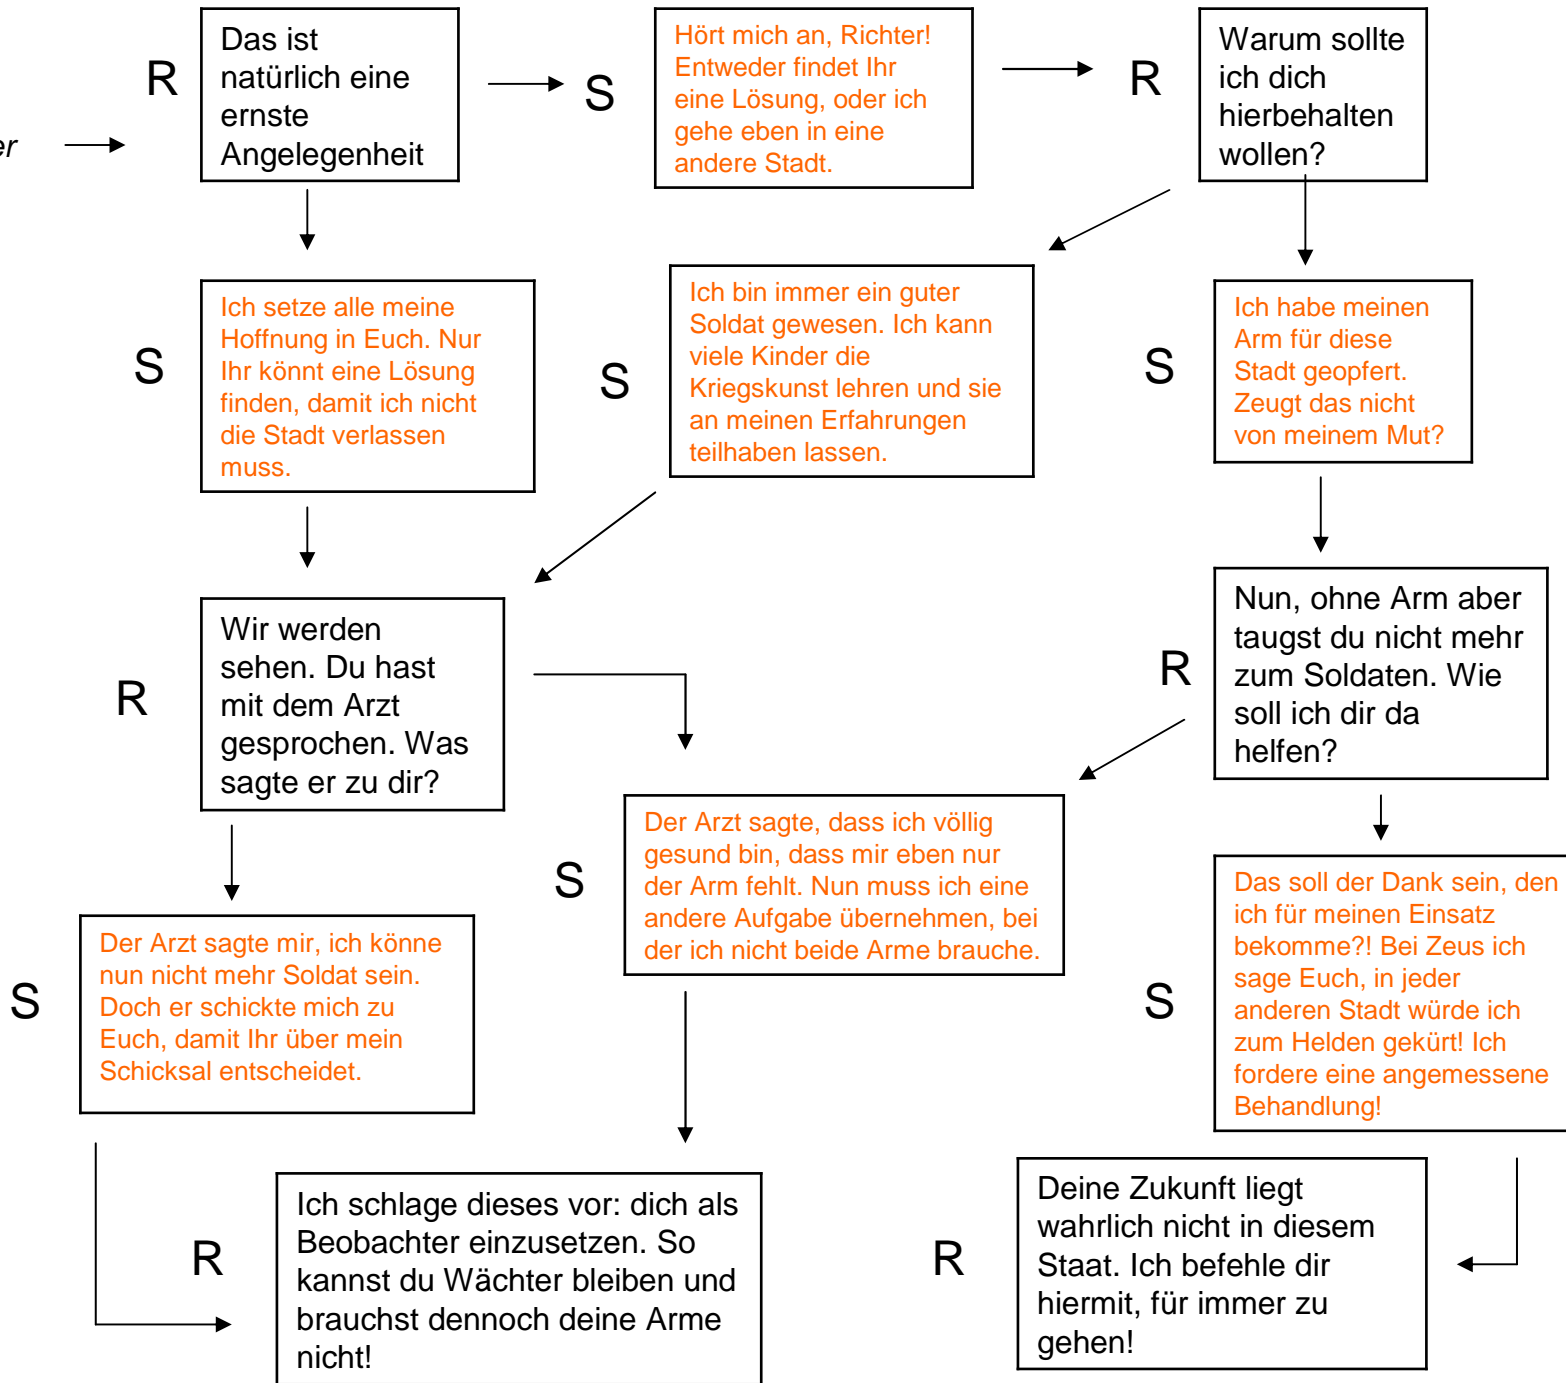 er
R
Das ist
natürlich eine
ernste
Angelegenheit
S
Hört mich an, Richter!
Entweder findet Ihr
eine Lösung, oder ich
gehe eben in eine
andere Stadt.
R
Warum sollte
ich dich
hierbehalten
wollen?
S
Ich setze alle meine
Hoffnung in Euch. Nur
Ihr könnt eine Lösung
finden, damit ich nicht
die Stadt verlassen
muss.
S
Ich bin immer ein guter
Soldat gewesen. Ich kann
viele Kinder die
Kriegskunst lehren und sie
an meinen Erfahrungen
teilhaben lassen.
S
Ich habe meinen
Arm für diese
Stadt geopfert.
Zeugt das nicht
von meinem Mut?
R
Wir werden
sehen. Du hast
mit dem Arzt
gesprochen. Was
sagte er zu dir?
R
Nun, ohne Arm aber
taugst du nicht mehr
zum Soldaten. Wie
soll ich dir da
helfen?
S
Der Arzt sagte, dass ich völlig
gesund bin, dass mir eben nur
der Arm fehlt. Nun muss ich eine
andere Aufgabe übernehmen, bei
der ich nicht beide Arme brauche.
S
Der Arzt sagte mir, ich könne
nun nicht mehr Soldat sein.
Doch er schickte mich zu
Euch, damit Ihr über mein
Schicksal entscheidet.
S
Das soll der Dank sein, den
ich für meinen Einsatz
bekomme?! Bei Zeus ich
sage Euch, in jeder
anderen Stadt würde ich
zum Helden gekürt! Ich
fordere eine angemessene
Behandlung!
R
Ich schlage dieses vor: dich als
Beobachter einzusetzen. So
kannst du Wächter bleiben und
brauchst dennoch deine Arme
nicht!
R
Deine Zukunft liegt
wahrlich nicht in diesem
Staat. Ich befehle dir
hiermit, für immer zu
gehen!